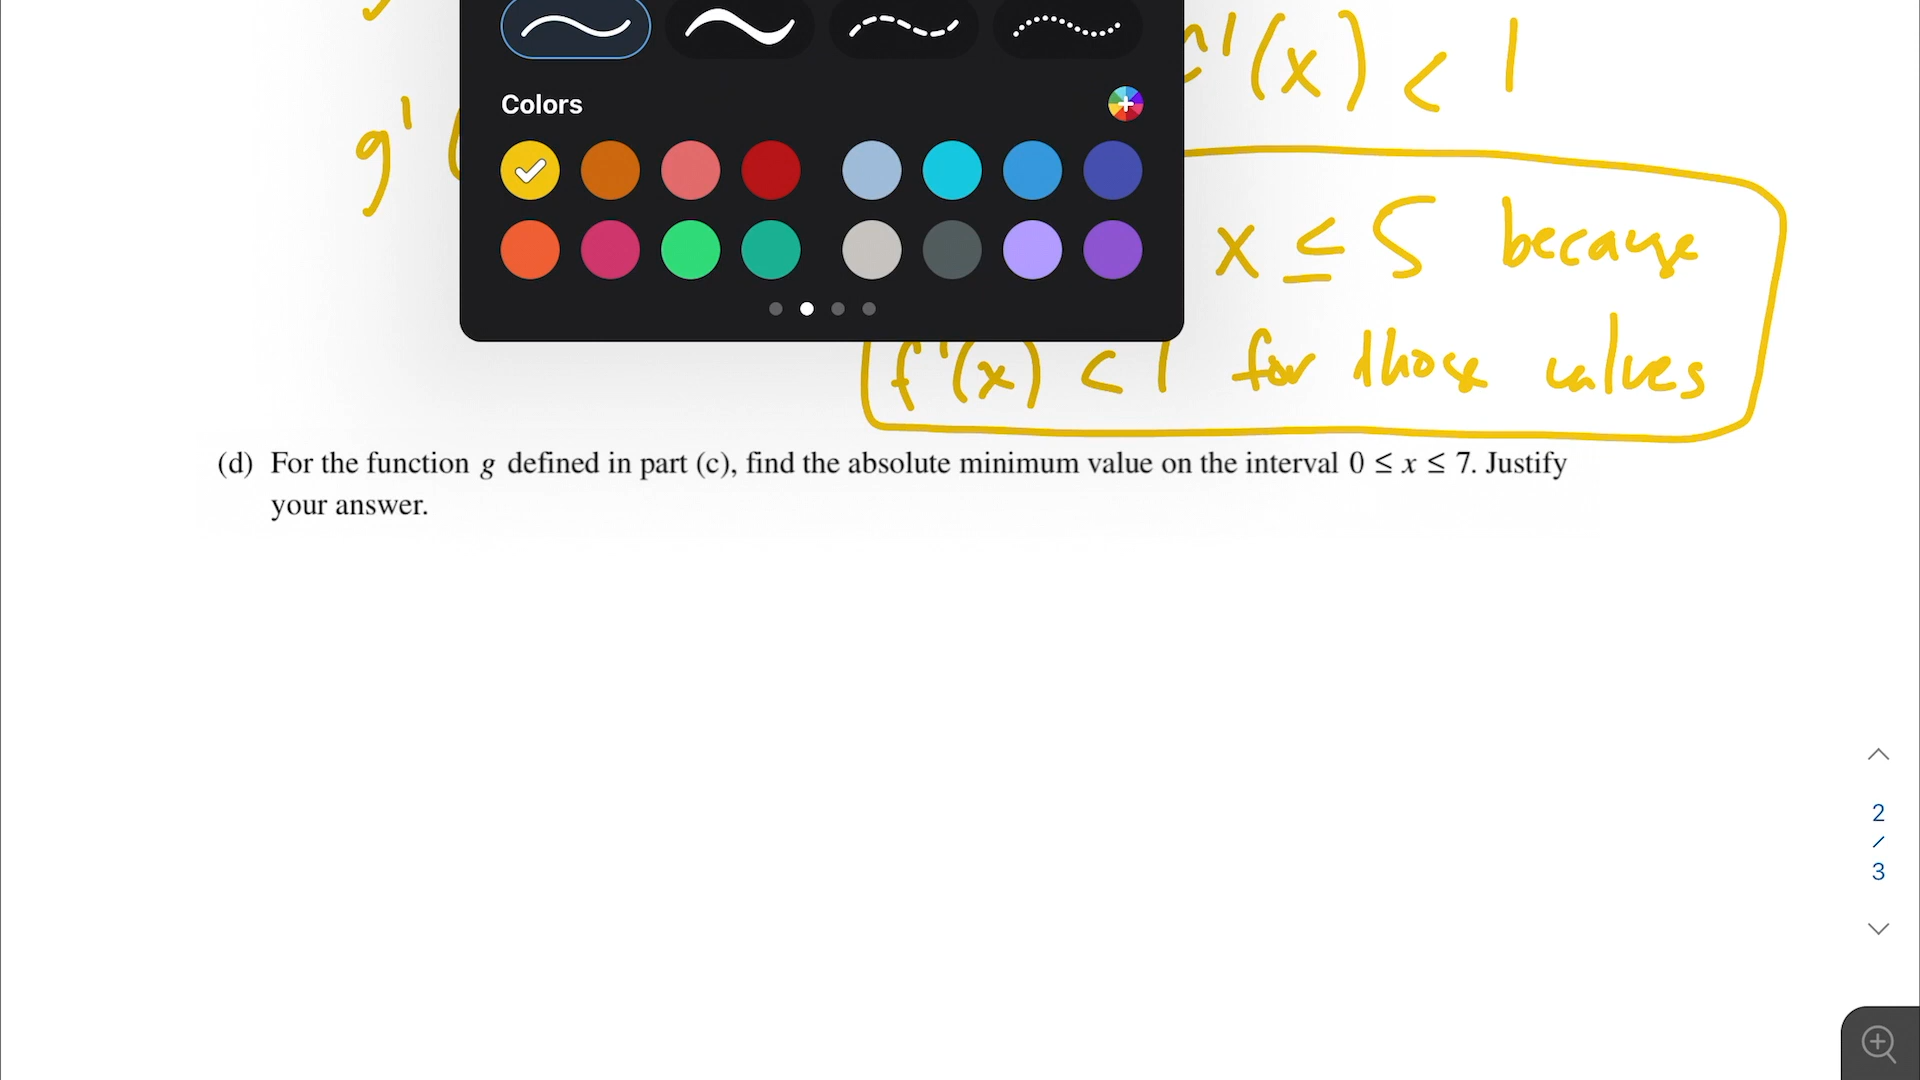 '(x) < 1
Colors
g'
x ≤ 5 because
f'(x) < 1 for those values
(d) For the function g defined in part (c), find the absolute minimum value on the interval 0 ≤ x ≤ 7. Justify
your answer.
2
/
3